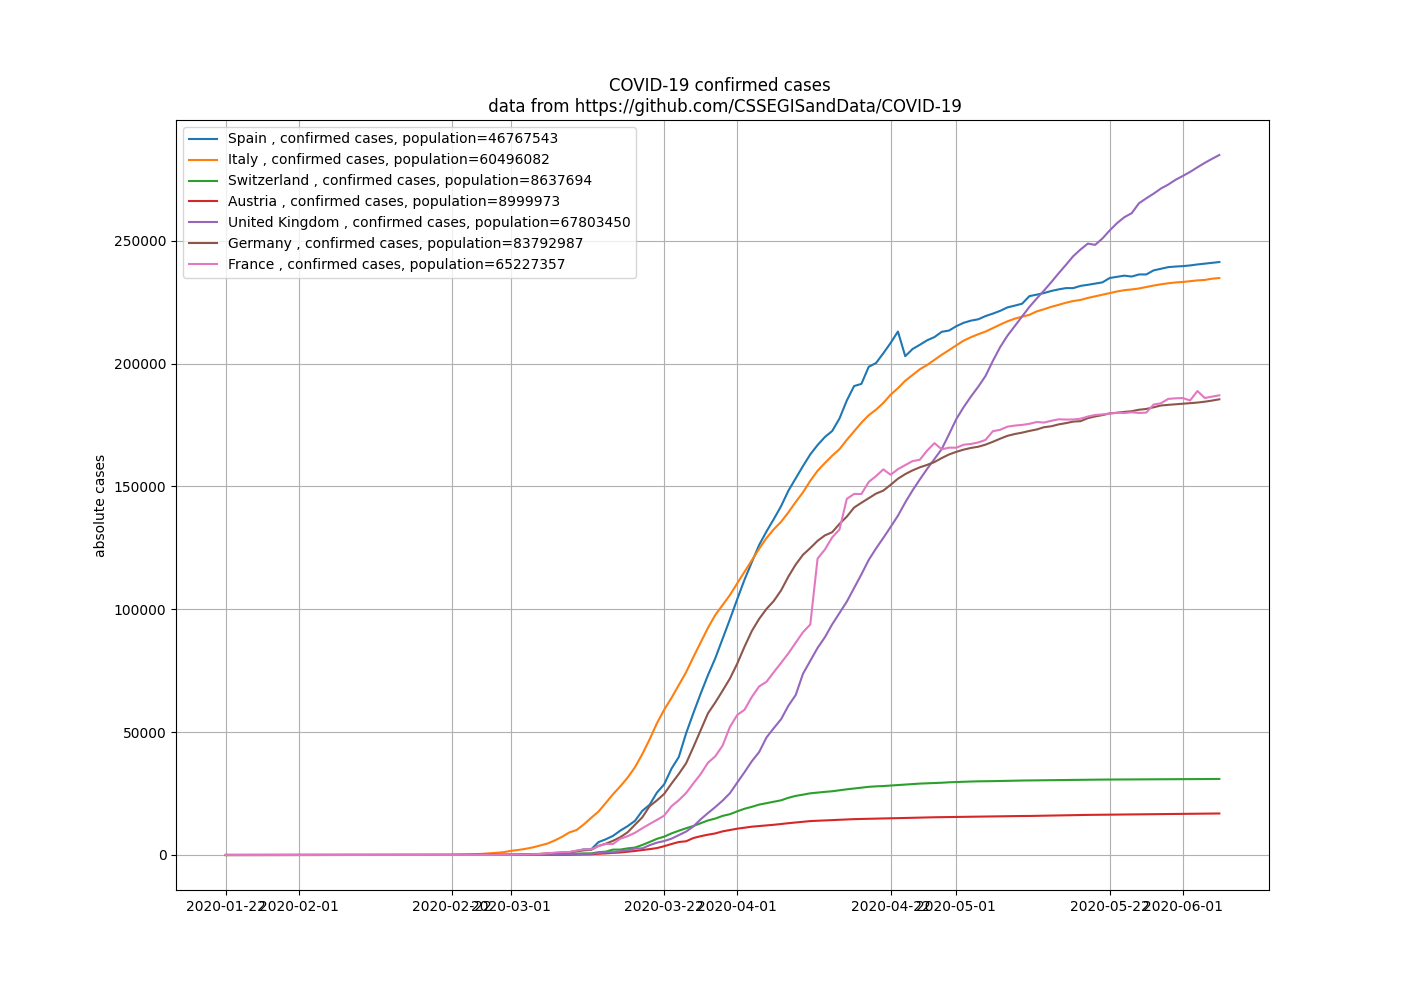 COVID-19 confirmed cases
data from https://github.com/CSSEGISandData/COVID-19
Spain , confirmed cases, population=46767543
Italy , confirmed cases, population=60496082
Switzerland , confirmed cases, population=8637694
Austria , confirmed cases, population=8999973
United Kingdom , confirmed cases, population=67803450
Germany , confirmed cases, population=83792987
France , confirmed cases, population=65227357
250000
200000
150000
100000
50000
0
absolute cases
2020-01-22 2020-02-01 2020-02-22 2020-03-01 2020-03-22 2020-04-01 2020-04-22 2020-05-01 2020-05-22 2020-06-01